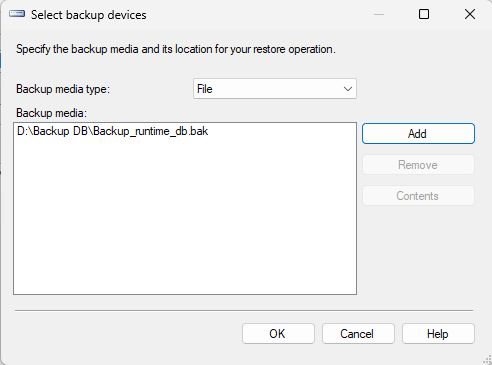 Select backup devices
Specify the backup media and its location for your restore operation.
Backup media type:
File
Backup media:
D:\Backup DB\Backup_runtime_db.bak
Add
Remove
Contents
OK
Cancel
Help